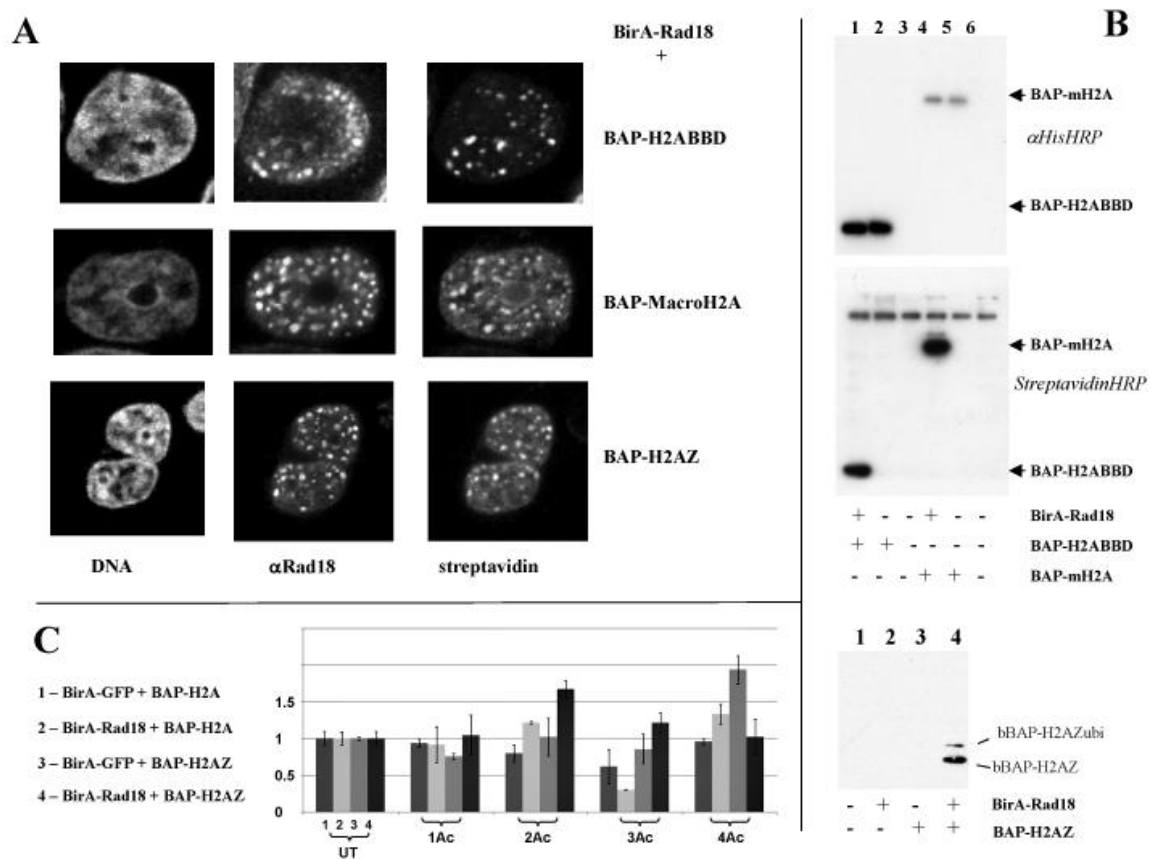 A
BirA-Rad18
+
BAP-H2ABBD
BAP-MacroH2A
BAP-H2AZ
DNA
αRad18
streptavidin
B
1 2 3 4 5 6
BAP-mH2A
αHisHRP
BAP-H2ABBD
BAP-mH2A
StreptavidinHRP
BAP-H2ABBD
+ - - + - - BirA-Rad18
+ + - - - - BAP-H2ABBD
- - - + + - BAP-mH2A
1 2 3 4
bBAP-H2AZubi
bBAP-H2AZ
- + - + BirA-Rad18
- - + + BAP-H2AZ
C
1 – BirA-GFP + BAP-H2A
2 – BirA-Rad18 + BAP-H2A
3 – BirA-GFP + BAP-H2AZ
4 – BirA-Rad18 + BAP-H2AZ
1.5
1
0.5
0
1 2 3 4
UT
1Ac
2Ac
3Ac
4Ac